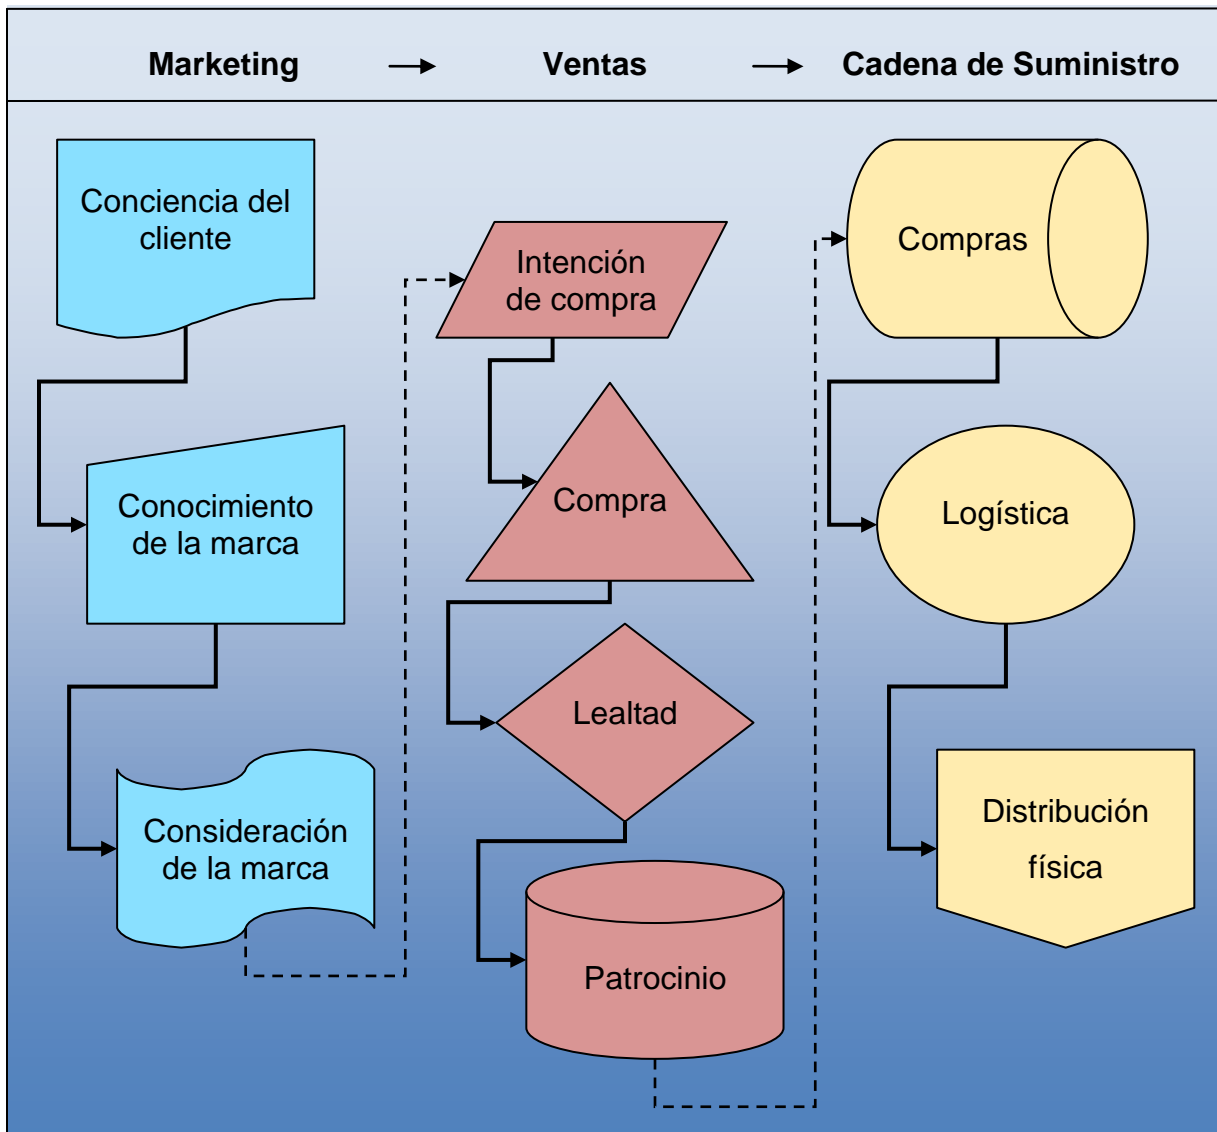 Marketing → Ventas → Cadena de Suministro
Conciencia del
cliente
Conocimiento
de la marca
Consideración
de la marca
Intención
de compra
Compra
Lealtad
Patrocinio
Compras
Logística
Distribución
física